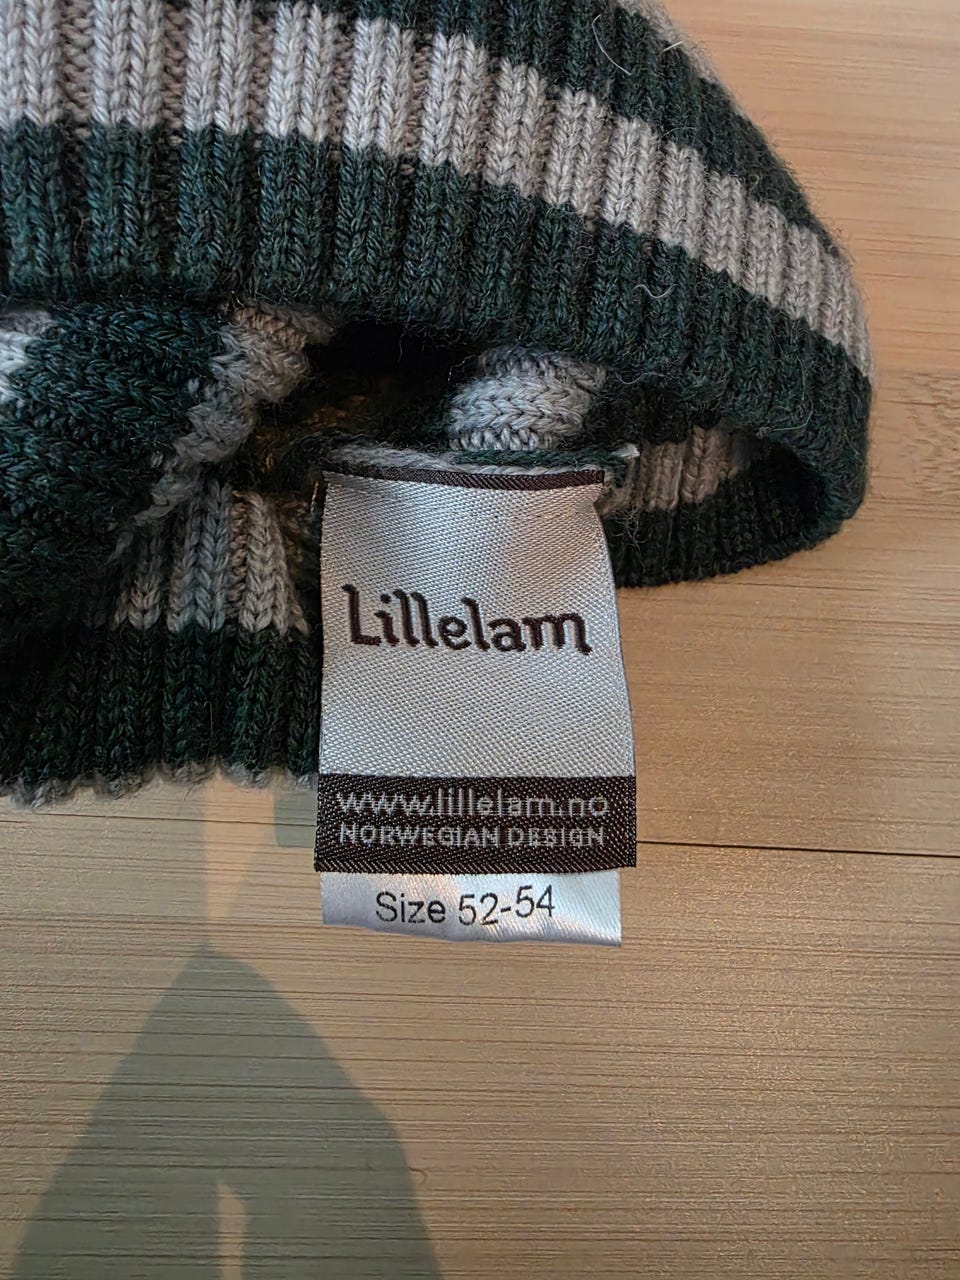 Lillelam
www.lillelam.no
NORWEGIAN DESIGN
Size 52-54